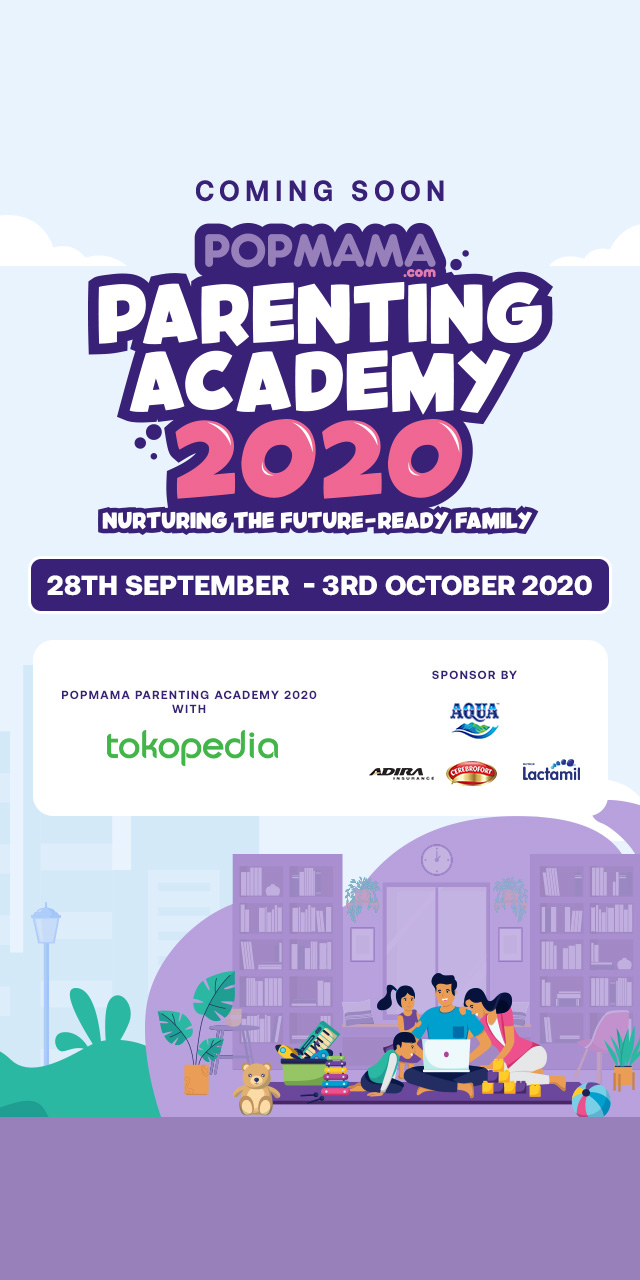 COMING SOON
POPMAMA
.com
PARENTING
ACADEMY
2020
NURTURING THE FUTURE-READY FAMILY
28TH SEPTEMBER - 3RD OCTOBER 2020
POPMAMA PARENTING ACADEMY 2020
WITH
tokopedia
SPONSOR BY
AQUA
ADIRA
INSURANCE
CEREBROFORT
Lactamil